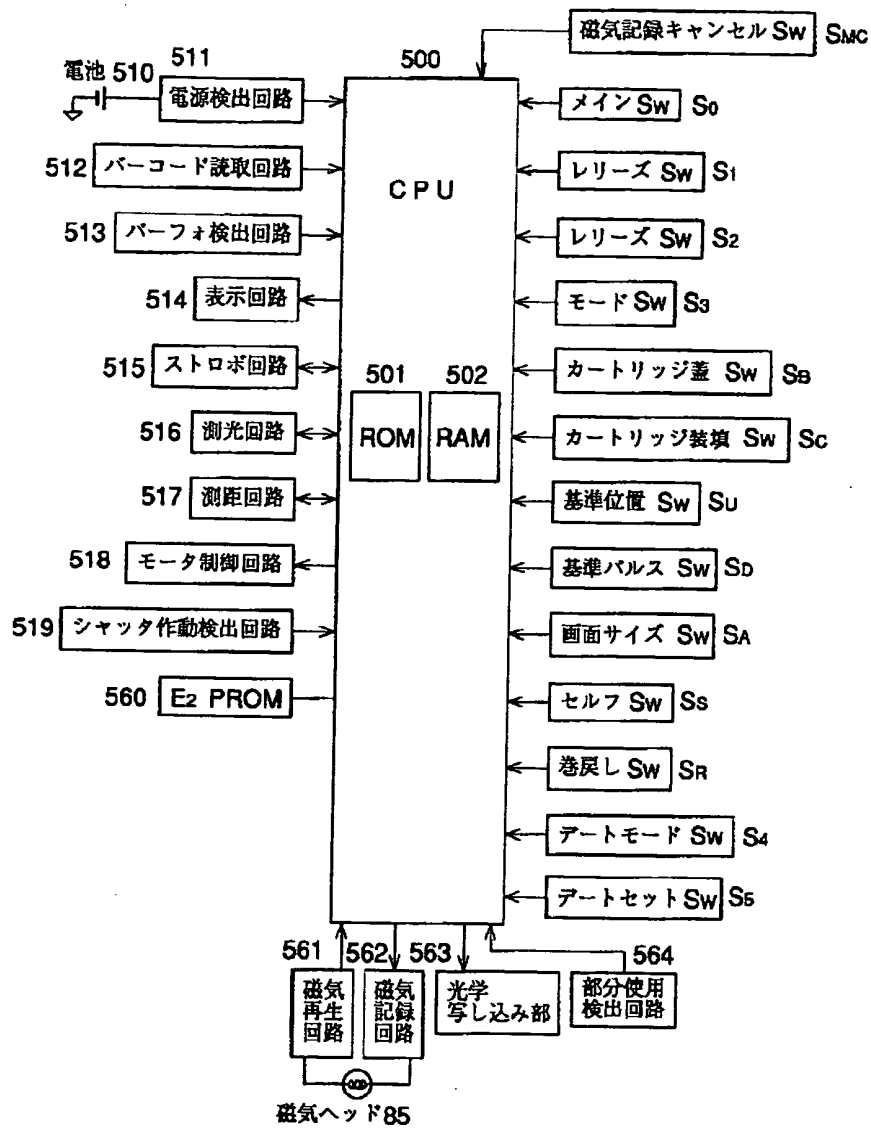 磁気記録キャンセル SW SMC
511
500
電池 510
電源検出回路
メイン SW S0
512 バーコード読取回路
レリーズ SW S1
CPU
513 パーフォ検出回路
レリーズ SW S2
514 表示回路
モード SW S3
515 ストロボ回路
501 502
カートリッジ蓋 SW SB
516 測光回路
ROM RAM
カートリッジ装填 SW SC
517 測距回路
基準位置 SW SU
518 モータ制御回路
基準パルス SW SD
519 シャッタ作動検出回路
画面サイズ SW SA
560 E2 PROM
セルフ SW SS
巻戻し SW SR
デートモード SW S4
デートセット SW S5
561 562 563 564
磁気
再生
回路
磁気
記録
回路
光学
写し込み部
部分使用
検出回路
磁気ヘッド85